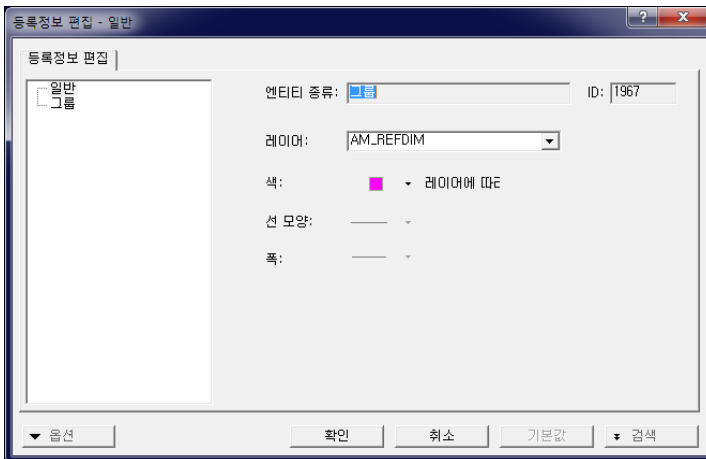 등록정보 편집 - 일반
등록정보 편집
일반
그룹
엔티티 종류: 그룹 ID: 1967
레이어: AM_REFDIM
색: 레이어에 따
선 모양:
폭:
옵션 확인 취소 기본값 검색